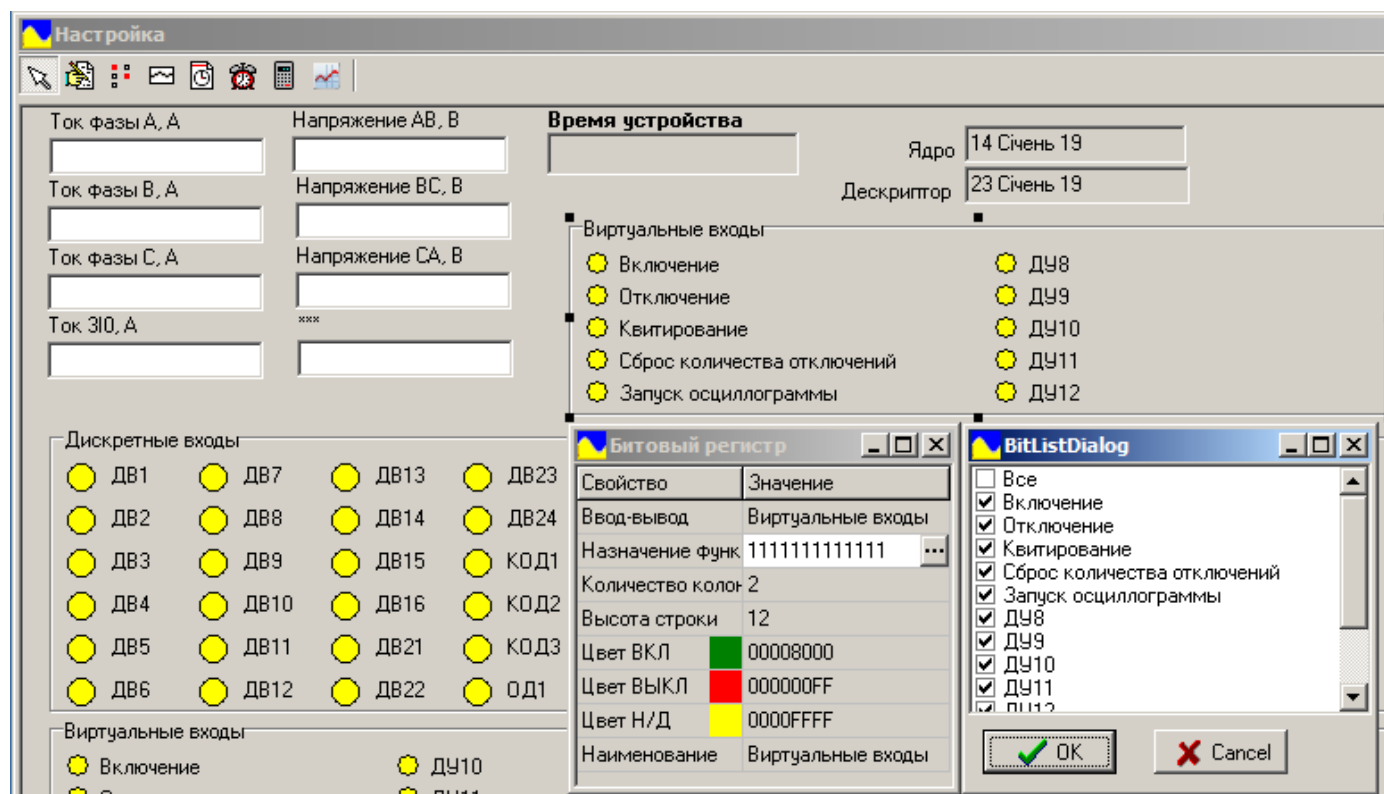 Настройка
Ток фазы А, А
Напряжение АВ, В
Время устройства
Ядро
14 Січень 19
Дескриптор
23 Січень 19
Ток фазы В, А
Напряжение ВС, В
Ток фазы С, А
Напряжение СА, В
Ток 3I0, А
***
Виртуальные входы
Включение
ДУ8
Отключение
ДУ9
Квитирование
ДУ10
Сброс количества отключений
ДУ11
Запуск осциллограммы
ДУ12
Дискретные входы
ДВ1 ДВ7 ДВ13 ДВ23
ДВ2 ДВ8 ДВ14 ДВ24
ДВ3 ДВ9 ДВ15 КОД1
ДВ4 ДВ10 ДВ16 КОД2
ДВ5 ДВ11 ДВ21 КОД3
ДВ6 ДВ12 ДВ22 ОД1
Виртуальные входы
Включение
ДУ10
Битовый регистр
Свойство Значение
Ввод-вывод Виртуальные входы
Назначение функ 1111111111111 ...
Количество колон 2
Высота строки 12
Цвет ВКЛ 00008000
Цвет ВЫКЛ 000000FF
Цвет Н/Д 0000FFFF
Наименование Виртуальные входы
BitListDialog
Все
Включение
Отключение
Квитирование
Сброс количества отключений
Запуск осциллограммы
ДУ8
ДУ9
ДУ10
ДУ11
ДУ12
OK
Cancel